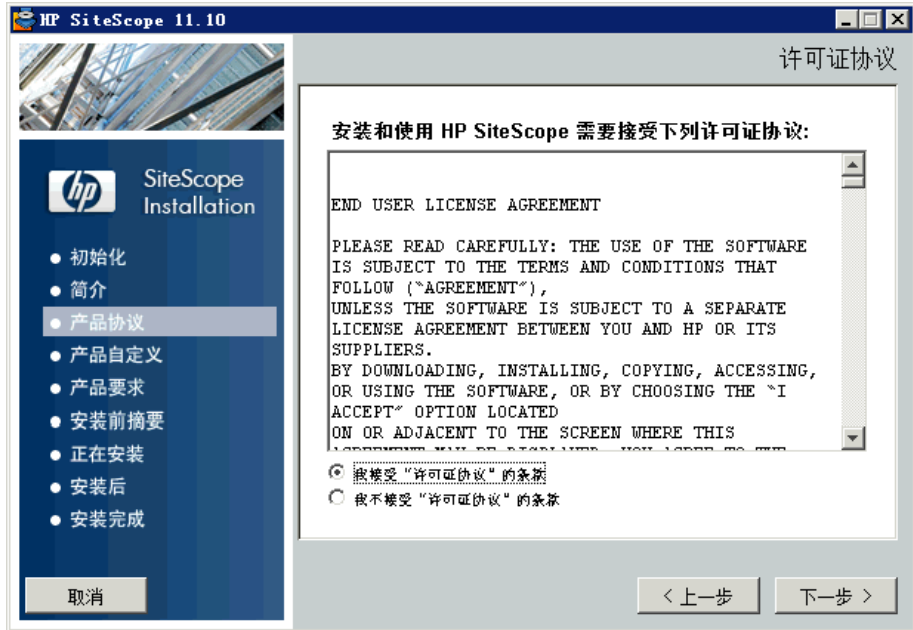 HP SiteScope 11.10
许可证协议
hp
SiteScope
Installation
初始化
简介
产品协议
产品自定义
产品要求
安装前摘要
正在安装
安装后
安装完成
安装和使用 HP SiteScope 需要接受下列许可证协议:
END USER LICENSE AGREEMENT
PLEASE READ CAREFULLY: THE USE OF THE SOFTWARE
IS SUBJECT TO THE TERMS AND CONDITIONS THAT
FOLLOW ("AGREEMENT"),
UNLESS THE SOFTWARE IS SUBJECT TO A SEPARATE
LICENSE AGREEMENT BETWEEN YOU AND HP OR ITS
SUPPLIERS.
BY DOWNLOADING, INSTALLING, COPYING, ACCESSING,
OR USING THE SOFTWARE, OR BY CHOOSING THE "I
ACCEPT" OPTION LOCATED
ON OR ADJACENT TO THE SCREEN WHERE THIS
我接受“许可证协议”的条款
我不接受“许可证协议”的条款
取消
< 上一步
下一步 >